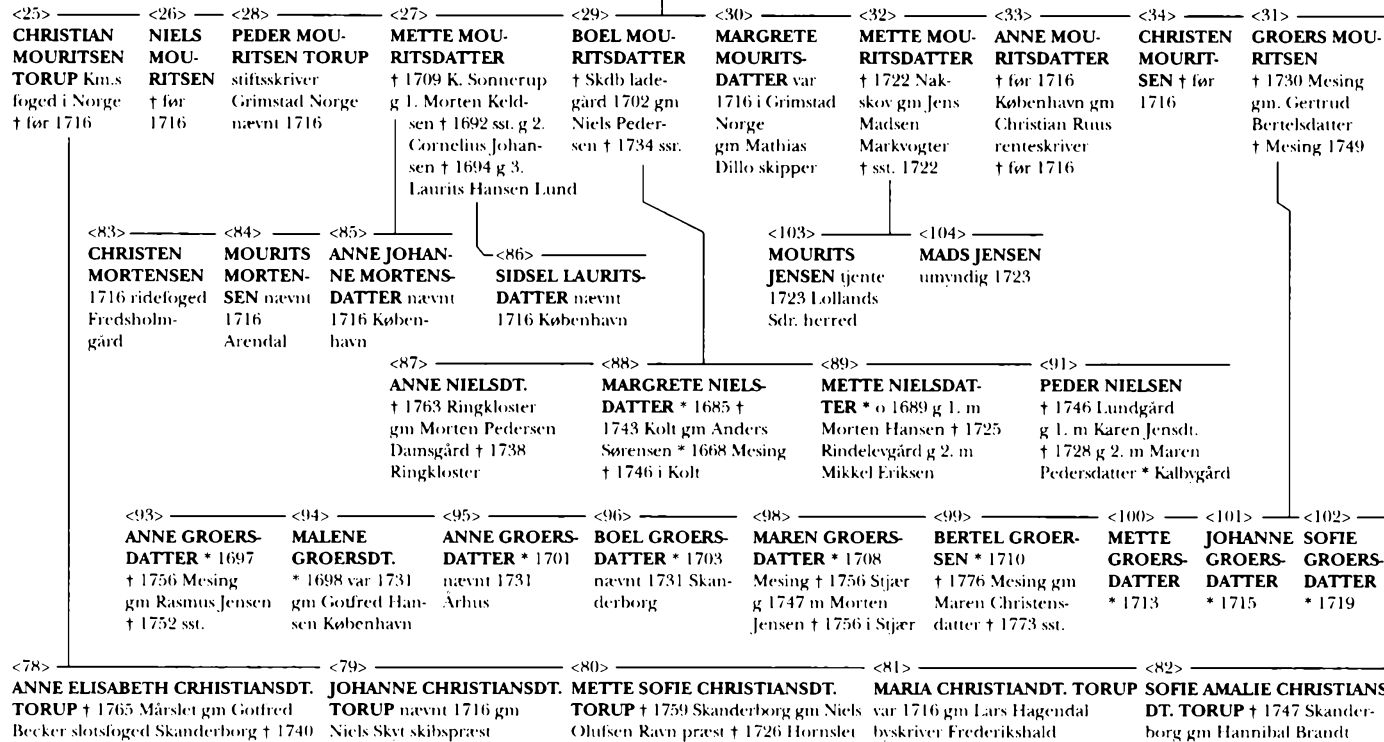 <25>
CHRISTIAN
MOURITSEN
TORUP Km.s
foged i Norge
† før 1716
<26>
NIELS
MOU-
RITSEN
† før
1716
<28>
PEDER MOU-
RITSEN TORUP
stiftsskriver
Grimstad Norge
nævnt 1716
<27>
METTE MOU-
RITSDATTER
† 1709 K. Sonnerup
g 1. Morten Keld-
sen † 1692 sst. g 2.
Cornelius Johan-
sen † 1694 g 3.
Laurits Hansen Lund
<29>
BOEL MOU-
RITSDATTER
† Skdb lade-
gård 1702 gm
Niels Peder-
sen † 1734 ssr.
<30>
MARGRETE
MOURITS-
DATTER var
1716 i Grimstad
Norge
gm Mathias
Dillo skipper
<32>
METTE MOU-
RITSDATTER
† 1722 Nak-
skov gm Jens
Madsen
Markvogter
† sst. 1722
<33>
ANNE MOU-
RITSDATTER
† før 1716
København gm
Christian Ruus
renteskriver
† før 1716
<34>
CHRISTEN
MOURIT-
SEN † før
1716
<31>
GROERS MOU-
RITSEN
† 1730 Mesing
gm. Gertrud
Bertelsdatter
† Mesing 1749
<83>
CHRISTEN
MORTENSEN
1716 ridefoged
Fredsholm-
gård
<84>
MOURITS
MORTEN-
SEN nævnt
1716
Arendal
<85>
ANNE JOHAN-
NE MORTENS-
DATTER nævnt
1716 Køben-
havn
<86>
SIDSEL LAURITS-
DATTER nævnt
1716 København
<103>
MOURITS
JENSEN tjente
1723 Lollands
Sdr. herred
<104>
MADS JENSEN
umyndig 1723
<87>
ANNE NIELSDT.
† 1763 Ringkloster
gm Morten Pedersen
Damsgård † 1738
Ringkloster
<88>
MARGRETE NIELS-
DATTER * 1685 †
1743 Kolt gm Anders
Sørensen * 1668 Mesing
† 1746 i Kolt
<89>
METTE NIELSDAT-
TER * o 1689 g 1. m
Morten Hansen † 1725
Rindelevgård g 2. m
Mikkel Eriksen
<91>
PEDER NIELSEN
† 1746 Lundgård
g 1. m Karen Jensdt.
† 1728 g 2. m Maren
Pedersdatter * Kalbygård
<93>
ANNE GROERS-
DATTER * 1697
† 1756 Mesing
gm Rasmus Jensen
† 1752 sst.
<94>
MALENE
GROERSDT.
* 1698 var 1731
gm Gotfred Han-
sen København
<95>
ANNE GROERS-
DATTER * 1701
nævnt 1731
Århus
<96>
BOEL GROERS-
DATTER * 1703
nævnt 1731 Skan-
derborg
<98>
MAREN GROERS-
DATTER * 1708
Mesing † 1756 Stjær
g 1747 m Morten
Jensen † 1756 i Stjær
<99>
BERTEL GROER-
SEN * 1710
† 1776 Mesing gm
Maren Christens-
datter † 1773 sst.
<100>
METTE
GROERS-
DATTER
* 1713
<101>
JOHANNE
GROERS-
DATTER
* 1715
<102>
SOFIE
GROERS-
DATTER
* 1719
<78>
ANNE ELISABETH CRHISTIANSDT.
TORUP † 1765 Mårslet gm Gotfred
Becker slotsfoged Skanderborg † 1740
<79>
JOHANNE CHRISTIANSDT.
TORUP nævnt 1716 gm
Niels Skyt skibspræst
<80>
METTE SOFIE CHRISTIANSDT.
TORUP † 1759 Skanderborg gm Niels
Olufsen Ravn præst † 1726 Hornslet
<81>
MARIA CHRISTIANDT. TORUP
var 1716 gm Lars Hagendal
byskriver Frederikshald
<82>
SOFIE AMALIE CHRISTIANS
DT. TORUP † 1747 Skander-
borg gm Hannibal Brandt